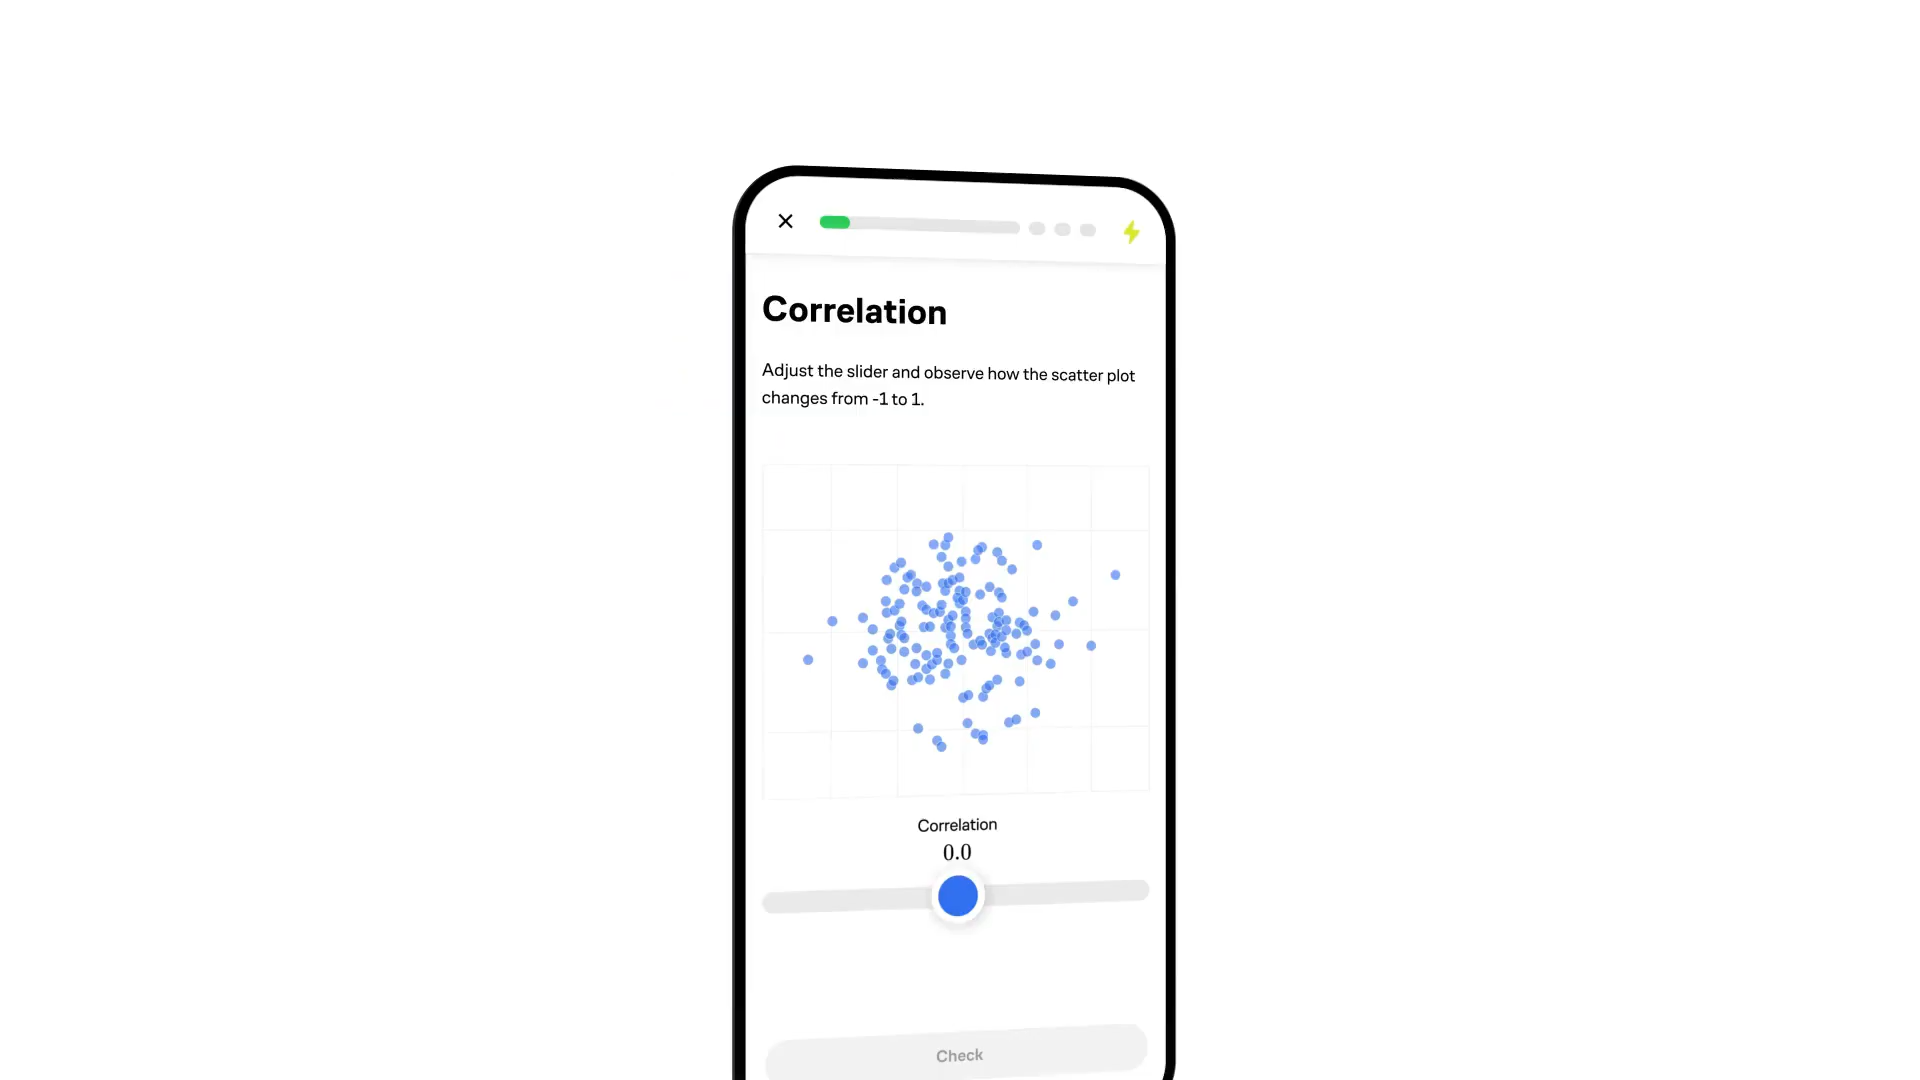 Correlation
Adjust the slider and observe how the scatter plot
changes from -1 to 1.
Correlation
0.0
Check